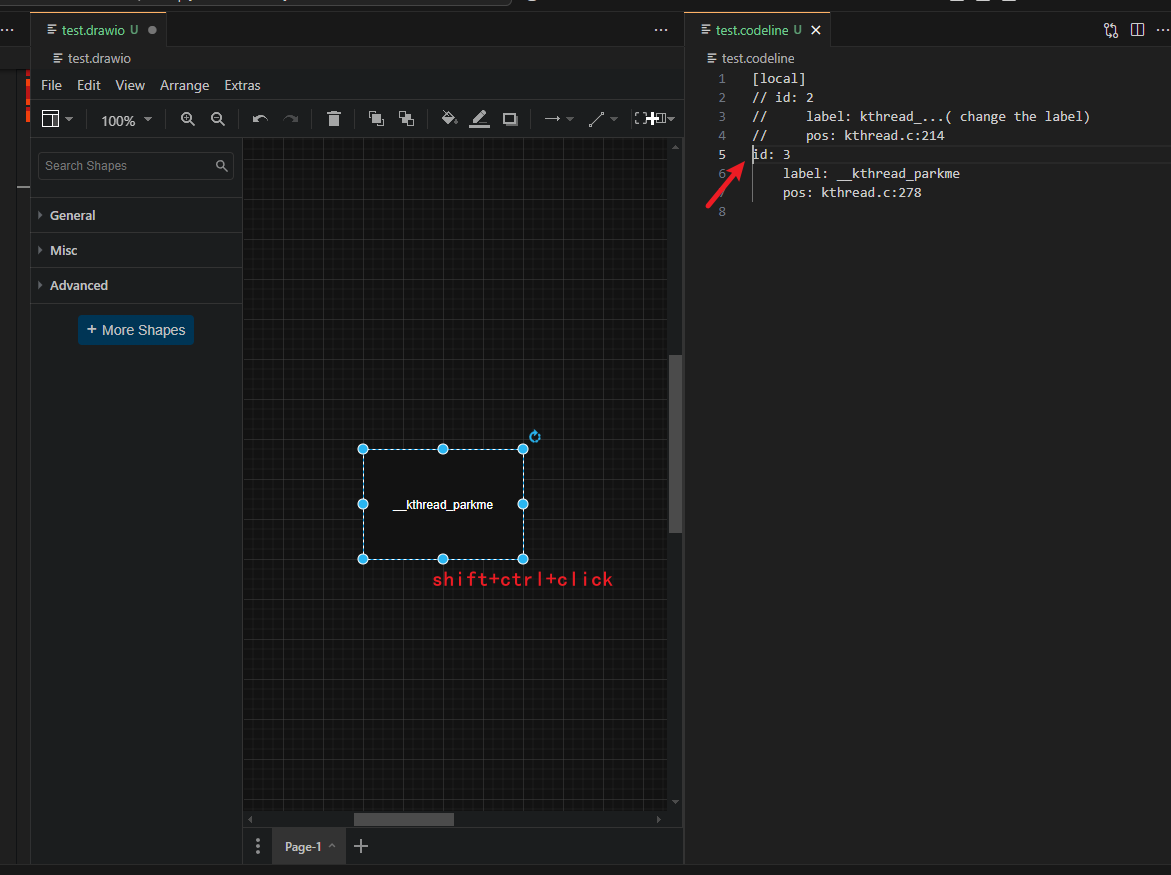 test.drawio U
test.drawio
File Edit View Arrange Extras
100%
Search Shapes
General
Misc
Advanced
+ More Shapes
__kthread_parkme
shift+ctrl+click
Page-1
test.codeline U
test.codeline
1 [local]
2 // id: 2
3 //     label: kthread_...( change the label)
4 //     pos: kthread.c:214
5 id: 3
6     label: __kthread_parkme
7     pos: kthread.c:278
8